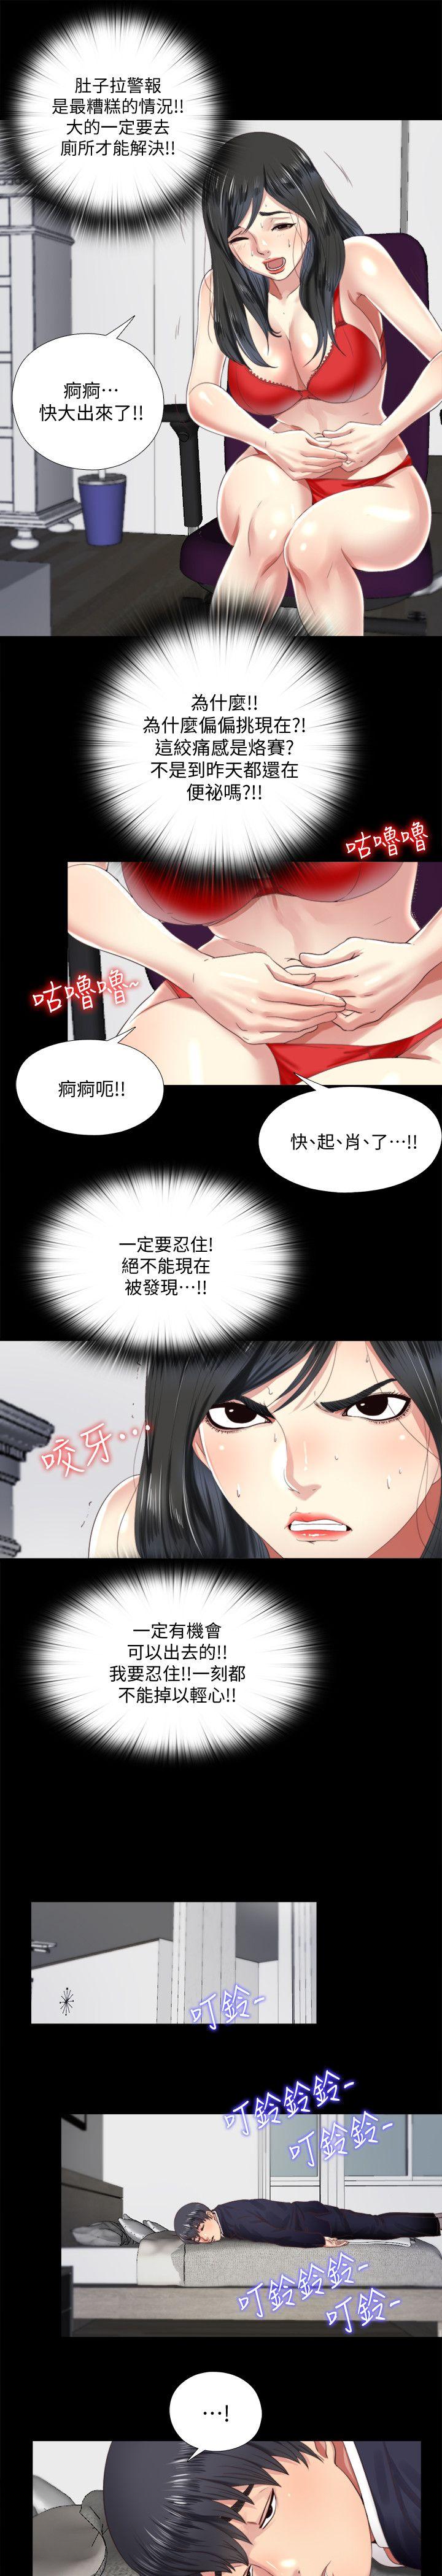 肚子拉警報
是最糟糕的情況!!
大的一定要去
廁所才能解決!!
痾痾…
快大出來了!!
為什麼!!
為什麼偏偏挑現在?!
這絞痛感是烙賽?
不是到昨天都還在
便祕嗎?!!
咕嚕嚕
咕嚕嚕~
痾痾呃!!
快、起、肖、了…!!
一定要忍住!
絕不能現在
被發現…!!
咬牙…
一定有機會
可以出去的!!
我要忍住!!一刻都
不能掉以輕心!!
叮鈴-
叮鈴鈴鈴-
叮鈴鈴-
叮鈴鈴鈴-
叮鈴-
…!